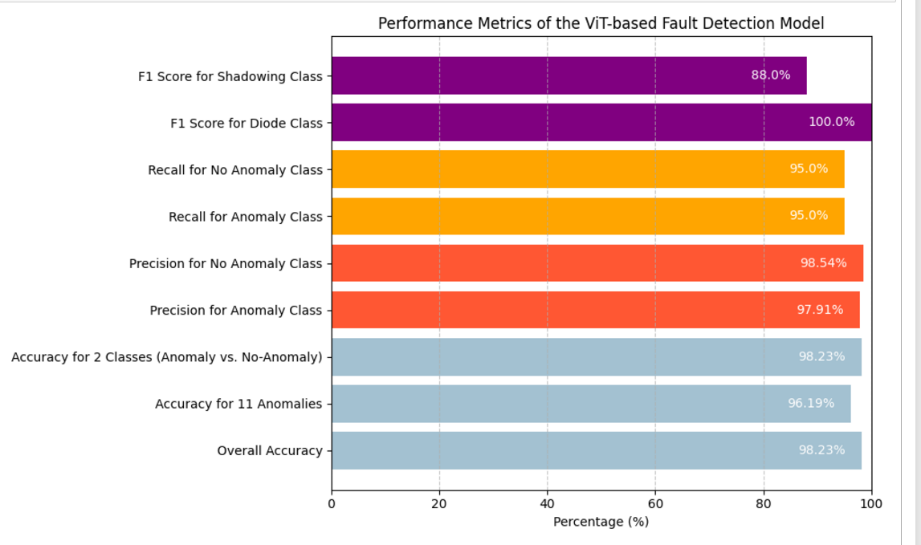 Performance Metrics of the ViT-based Fault Detection Model
F1 Score for Shadowing Class 88.0%
F1 Score for Diode Class 100.0%
Recall for No Anomaly Class 95.0%
Recall for Anomaly Class 95.0%
Precision for No Anomaly Class 98.54%
Precision for Anomaly Class 97.91%
Accuracy for 2 Classes (Anomaly vs. No-Anomaly) 98.23%
Accuracy for 11 Anomalies 96.19%
Overall Accuracy 98.23%
0 20 40 60 80 100
Percentage (%)